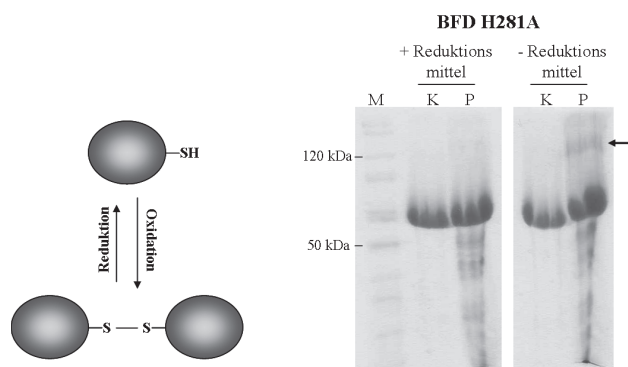 BFD H281A
+ Reduktions
mittel
- Reduktions
mittel
M K P K P
120 kDa
50 kDa
SH
Reduktion
Oxidation
S — S